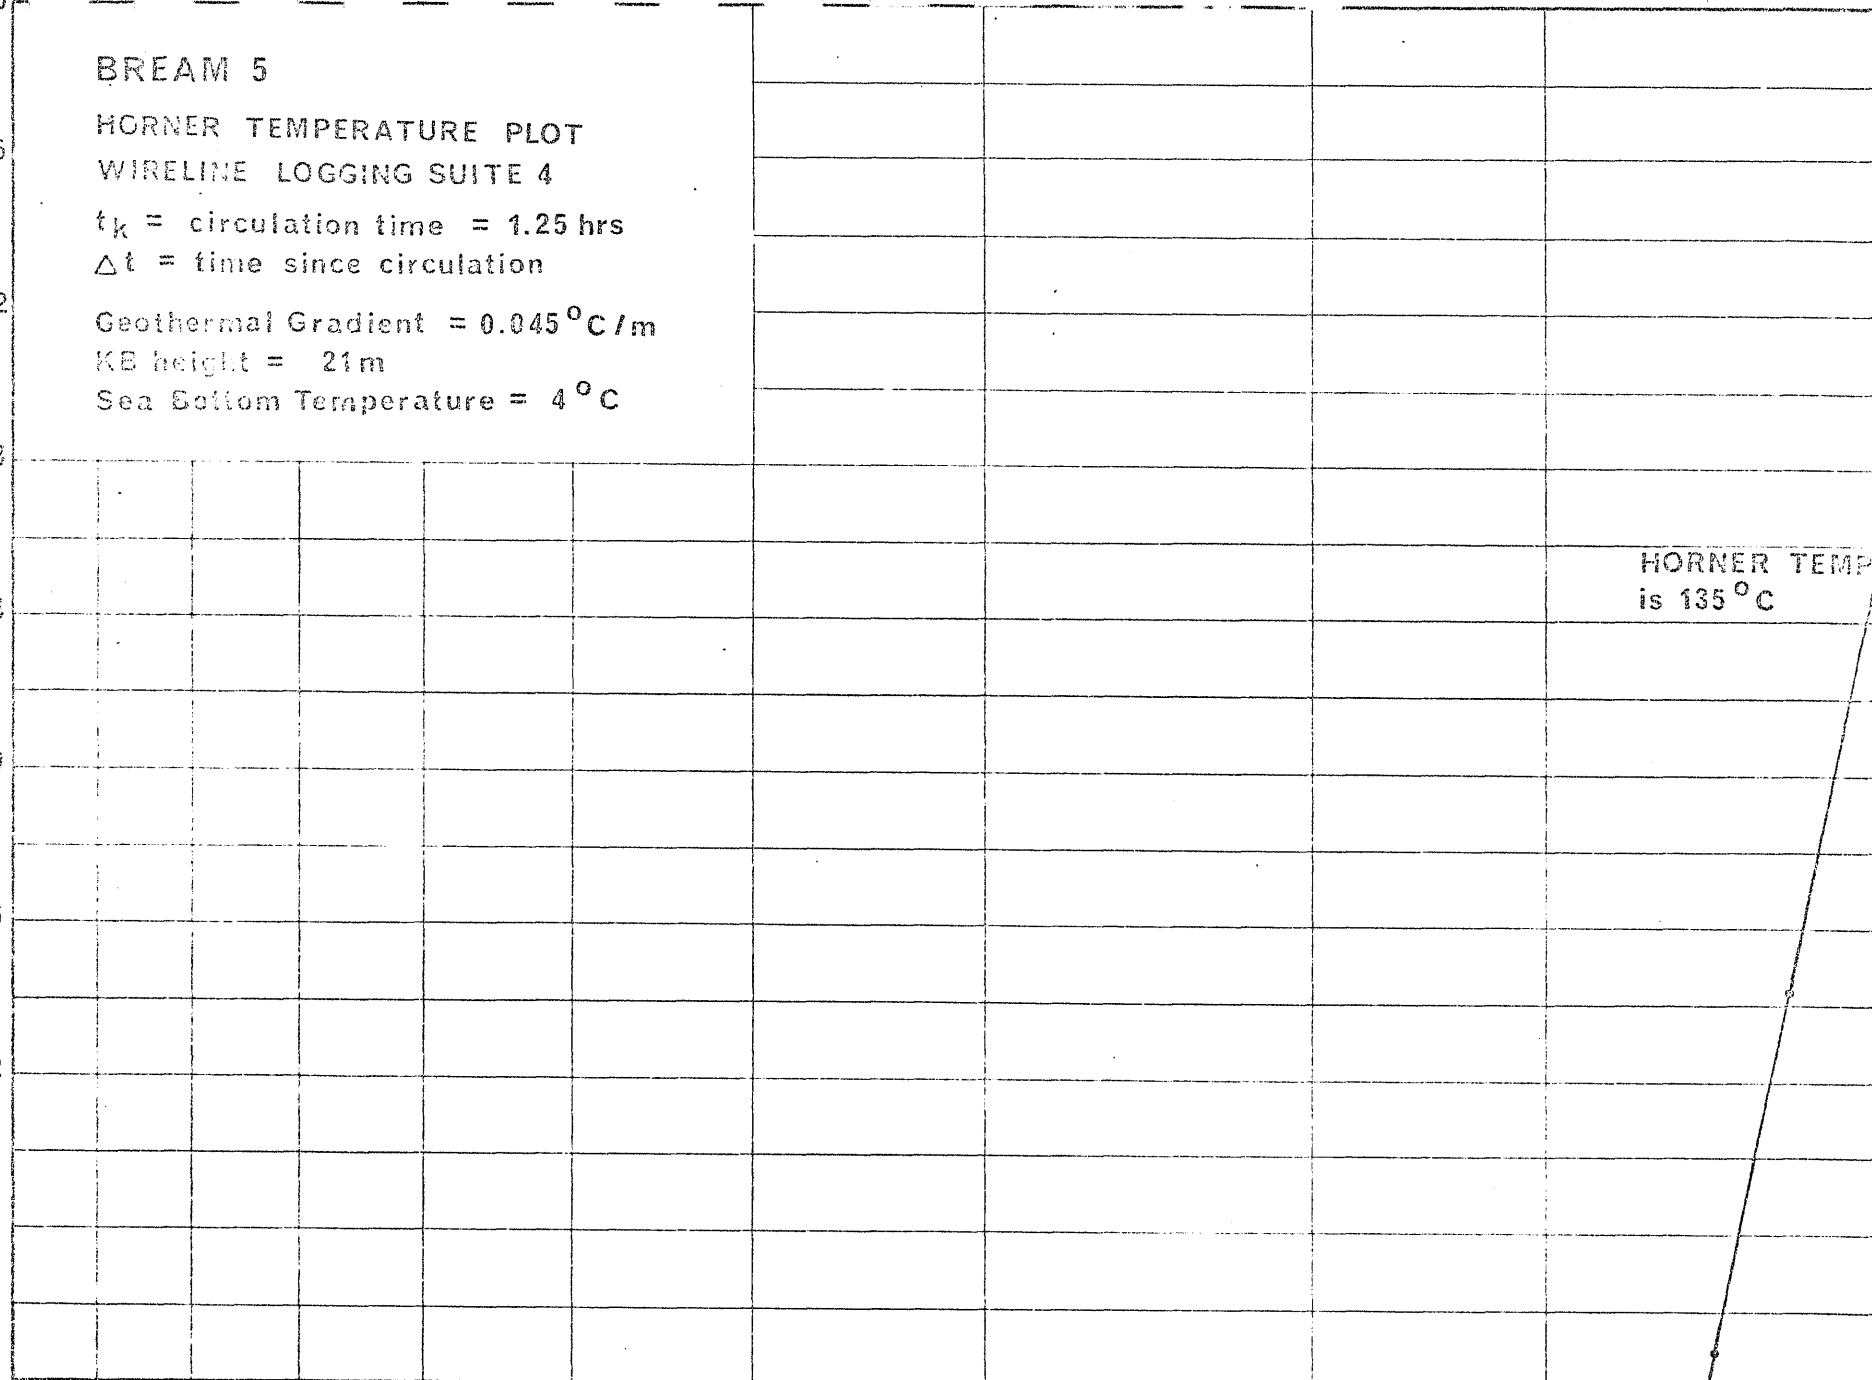 BREAM 5
HORNER TEMPERATURE PLOT
WIRELINE LOGGING SUITE 4
tk = circulation time = 1.25 hrs
△t = time since circulation
Geothermal Gradient = 0.045°C/m
KB height = 21m
Sea Bottom Temperature = 4°C
HORNER TEMP
is 135°C